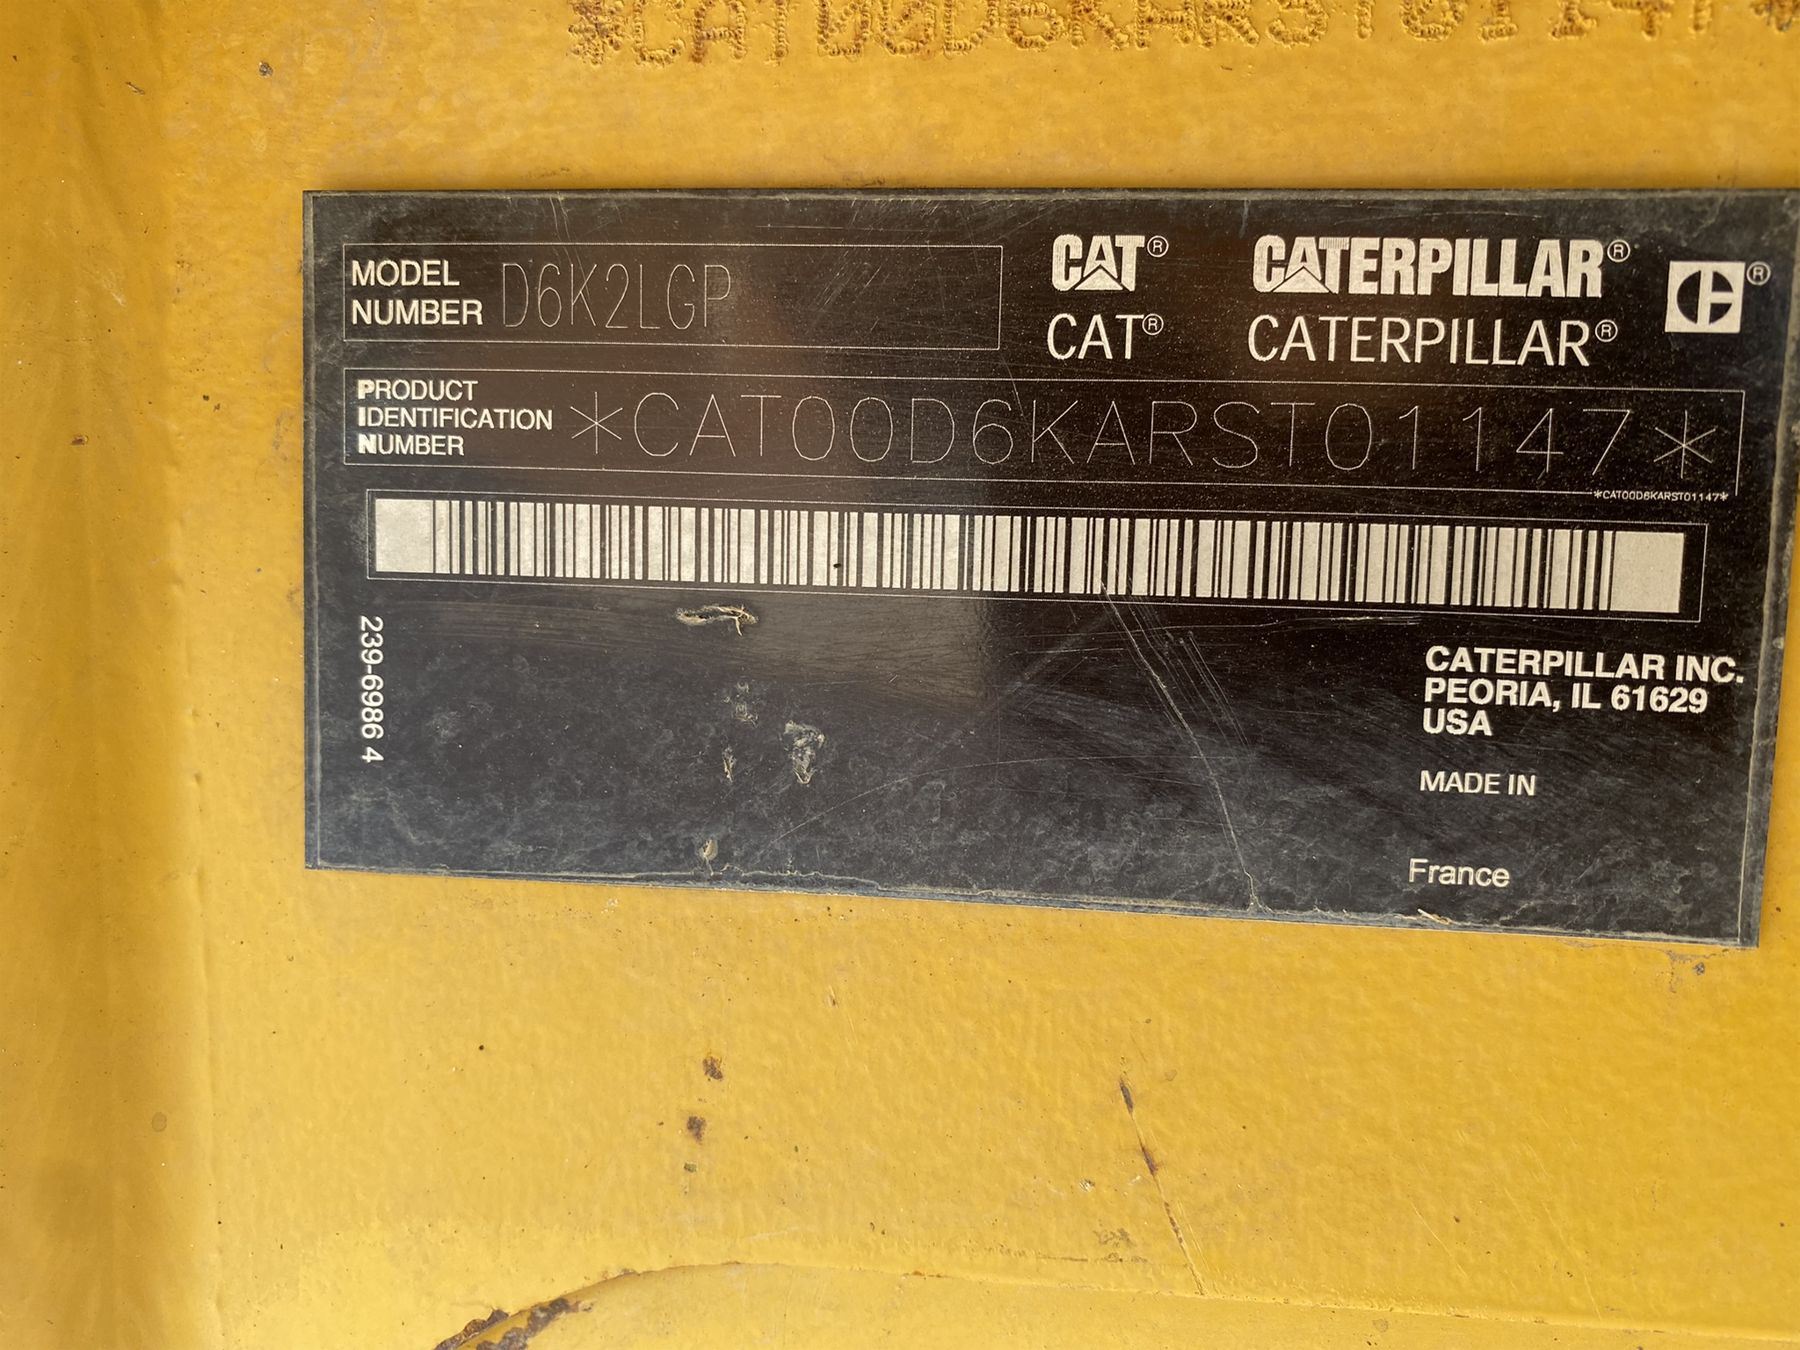 *CAT00D6KARST01147*
MODEL NUMBER D6K2LGP
CAT® CATERPILLAR®
CAT® CATERPILLAR®
PRODUCT IDENTIFICATION NUMBER *CAT00D6KARST01147*
*CAT00D6KARST01147*
239-6986 4
CATERPILLAR INC.
PEORIA, IL 61629
USA
MADE IN
France